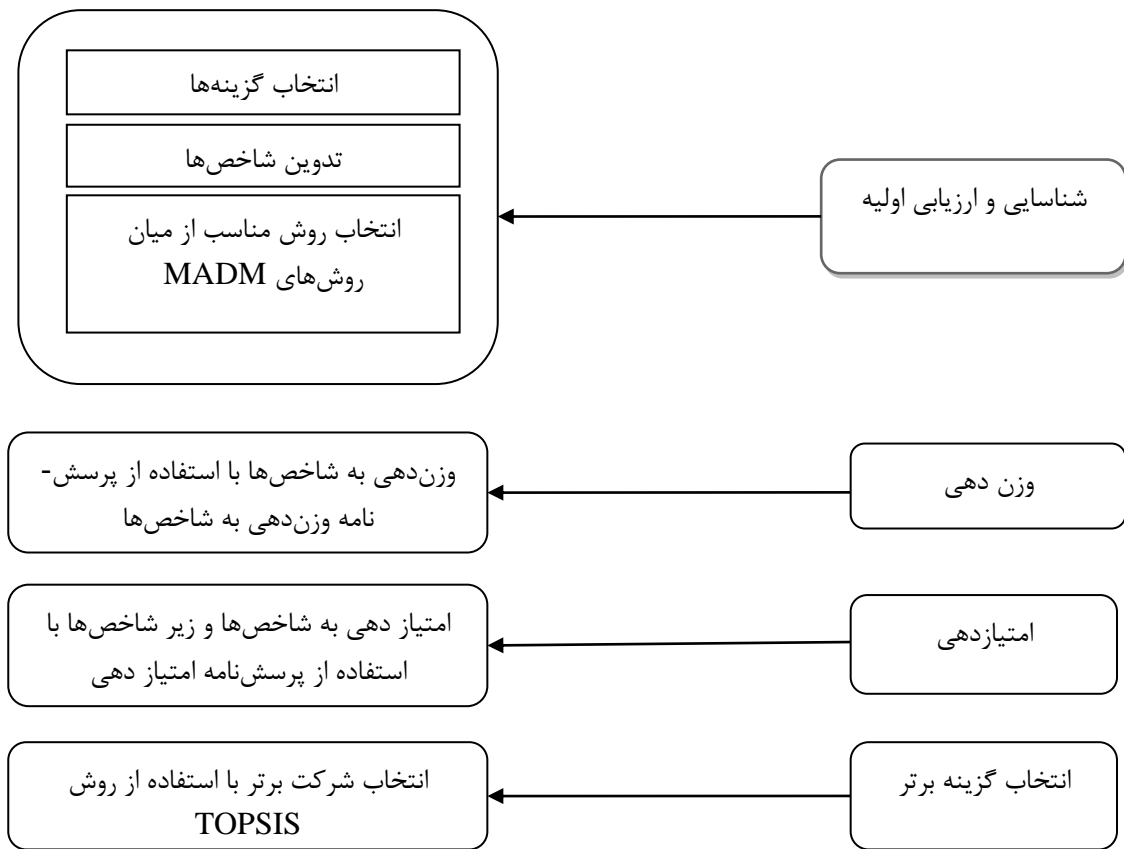 شناسایی و ارزیابی اولیه
انتخاب گزینه‌ها
تدوین شاخص‌ها
انتخاب روش مناسب از میان
روش‌های MADM
وزن دهی
وزن‌دهی به شاخص‌ها با استفاده از پرسش-
نامه وزن‌دهی به شاخص‌ها
امتیازدهی
امتیاز دهی به شاخص‌ها و زیر شاخص‌ها با
استفاده از پرسش‌نامه امتیاز دهی
انتخاب گزینه برتر
انتخاب شرکت برتر با استفاده از روش
TOPSIS